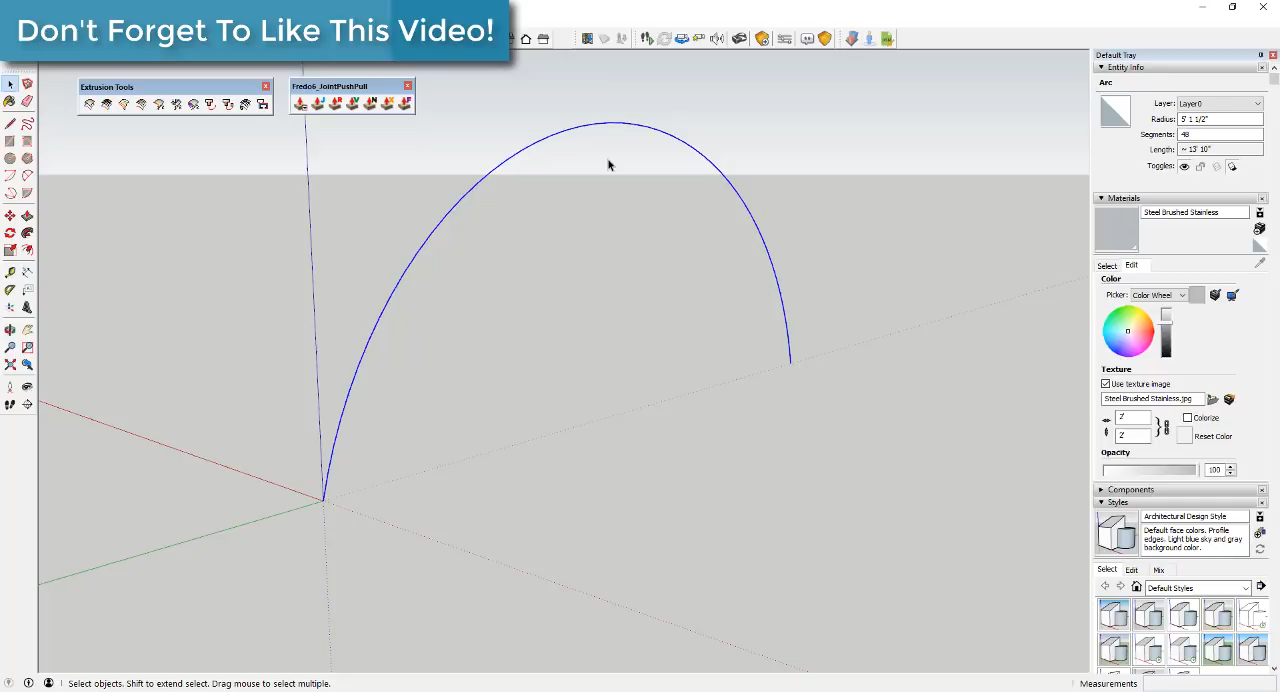 Don't Forget To Like This Video!
Default Tray
Entity Info
Extrusion Tools
Fredo6_JointPushPull
Arc
Layer:
Layer0
Radius:
5' 1 1/2"
Segments:
48
Length:
~ 13' 10"
Toggles:
Materials
Steel Brushed Stainless
Select
Edit
Color
Picker:
Color Wheel
Texture
Use texture image
Steel Brushed Stainless.jpg
2'
Colorize
2'
Reset Color
Opacity
100
Components
Styles
Architectural Design Style
Default face colors. Profile
edges. Light blue sky and gray
background color.
Select
Edit
Mix
Default Styles
Select objects. Shift to extend select. Drag mouse to select multiple.
Measurements